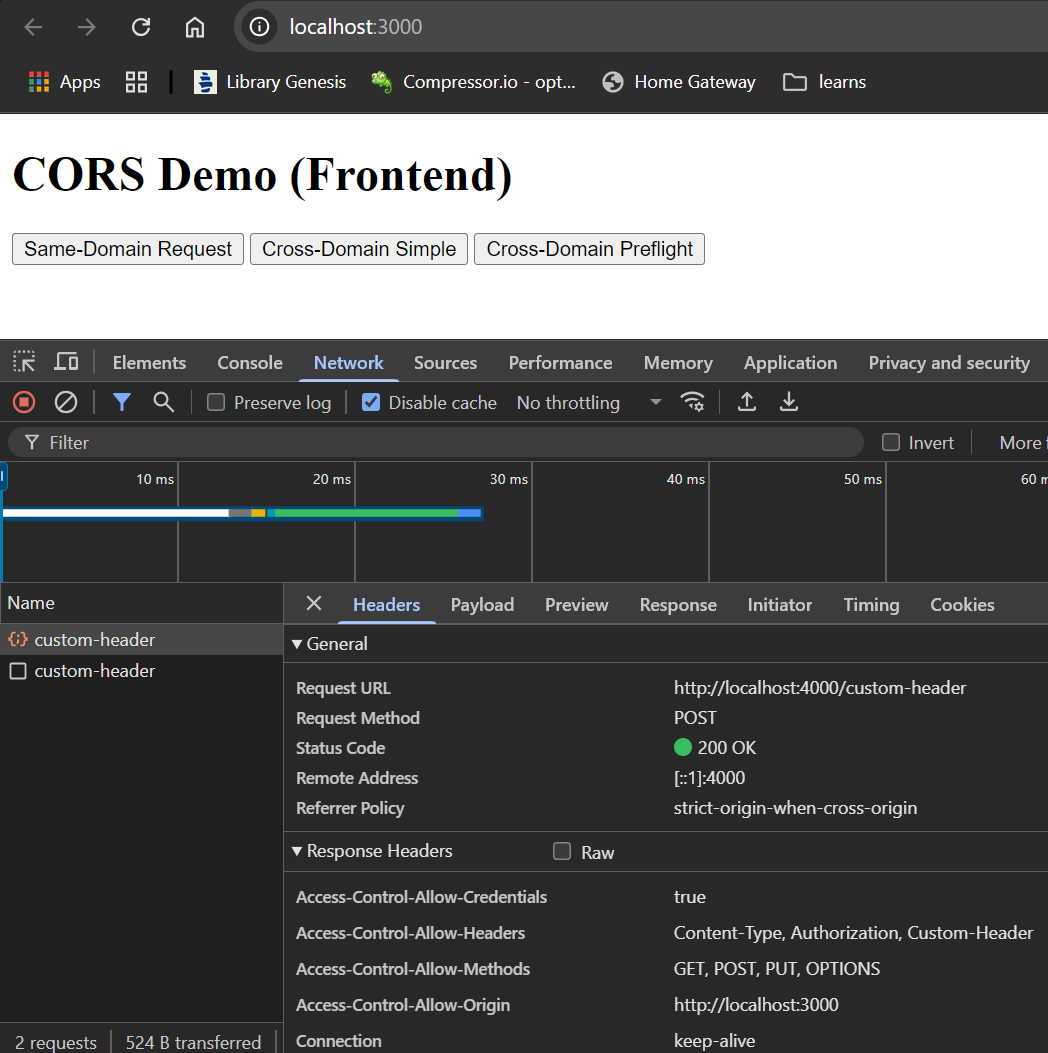 localhost:3000
Apps Library Genesis Compressor.io - opt... Home Gateway learns
CORS Demo (Frontend)
Same-Domain Request Cross-Domain Simple Cross-Domain Preflight
Elements Console Network Sources Performance Memory Application Privacy and security
Preserve log Disable cache No throttling
Filter Invert More
10 ms 20 ms 30 ms 40 ms 50 ms 60 m
Name Headers Payload Preview Response Initiator Timing Cookies
custom-header
custom-header
General
Request URL http://localhost:4000/custom-header
Request Method POST
Status Code 200 OK
Remote Address [::1]:4000
Referrer Policy strict-origin-when-cross-origin
Response Headers Raw
Access-Control-Allow-Credentials true
Access-Control-Allow-Headers Content-Type, Authorization, Custom-Header
Access-Control-Allow-Methods GET, POST, PUT, OPTIONS
Access-Control-Allow-Origin http://localhost:3000
Connection keep-alive
2 requests 524 B transferred